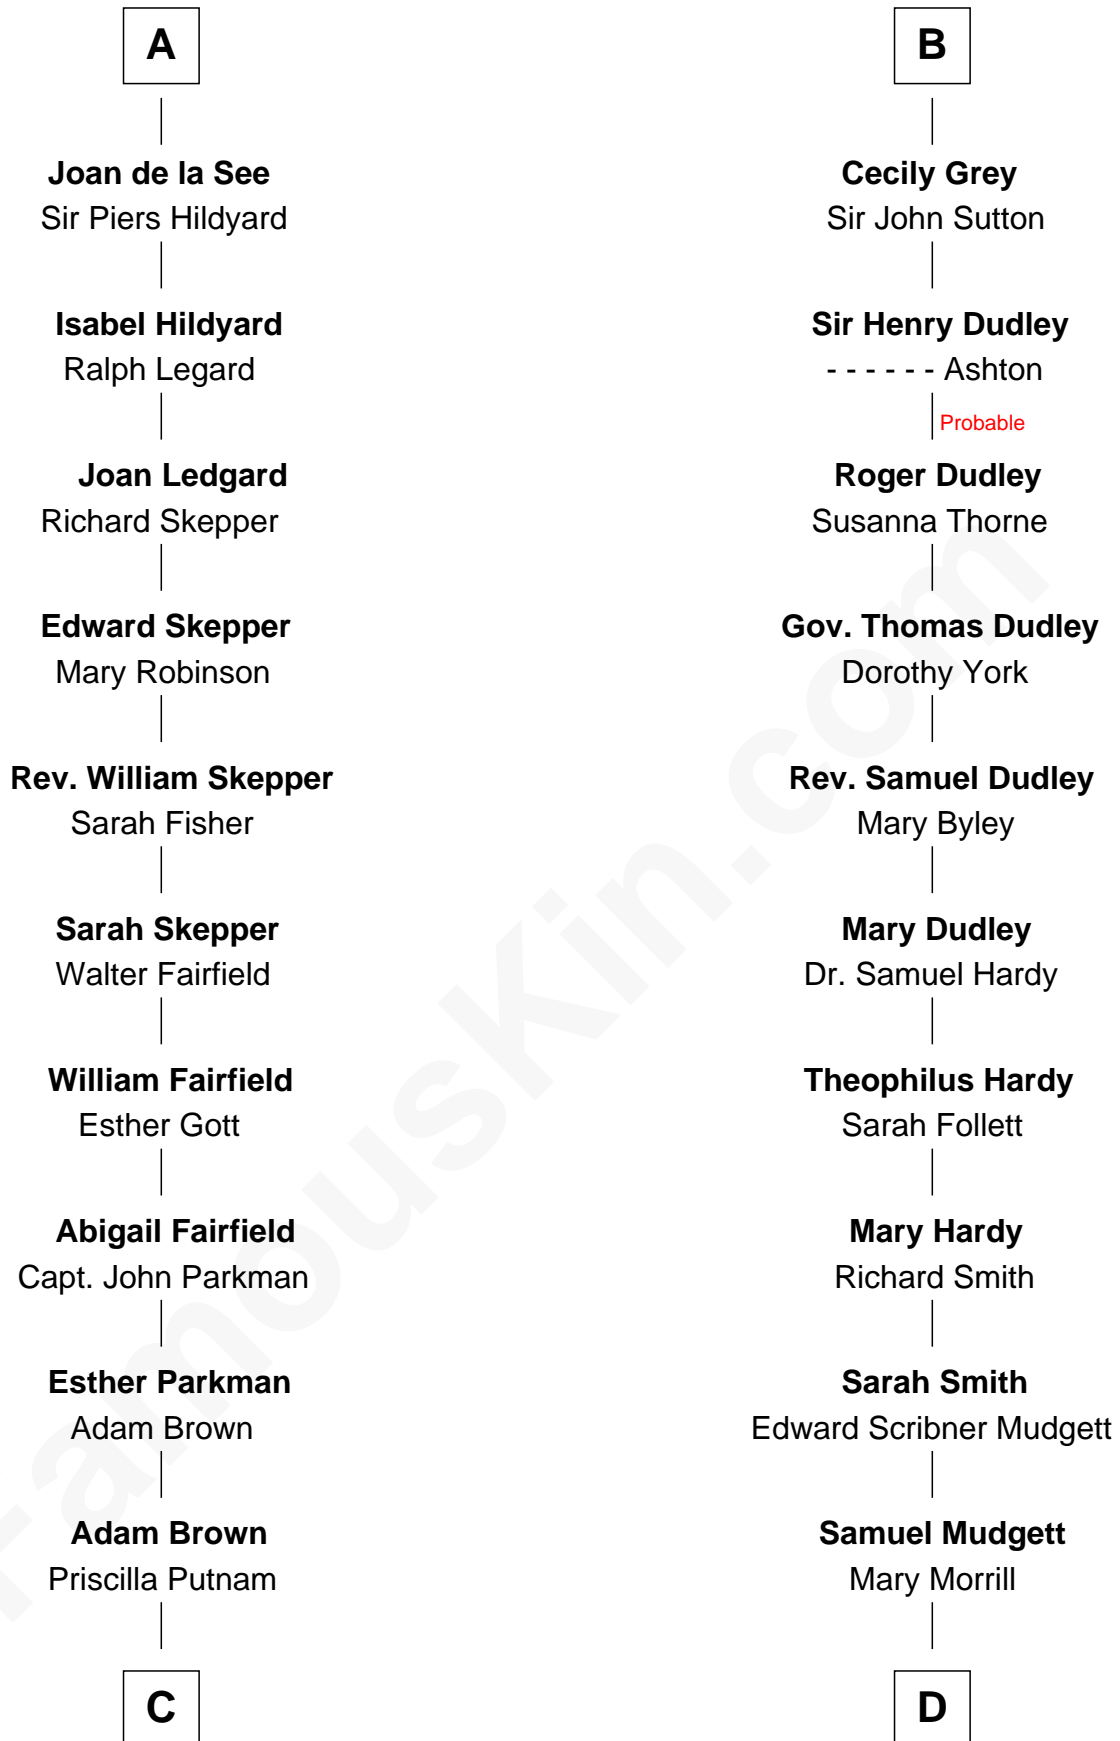 A
Joan de la See
Sir Piers Hildyard
Isabel Hildyard
Ralph Legard
Joan Ledgard
Richard Skepper
Edward Skepper
Mary Robinson
Rev. William Skepper
Sarah Fisher
Sarah Skepper
Walter Fairfield
William Fairfield
Esther Gott
Abigail Fairfield
Capt. John Parkman
Esther Parkman
Adam Brown
Adam Brown
Priscilla Putnam
C
B
Cecily Grey
Sir John Sutton
Sir Henry Dudley
- - - - - - Ashton
Probable
Roger Dudley
Susanna Thorne
Gov. Thomas Dudley
Dorothy York
Rev. Samuel Dudley
Mary Byley
Mary Dudley
Dr. Samuel Hardy
Theophilus Hardy
Sarah Follett
Mary Hardy
Richard Smith
Sarah Smith
Edward Scribner Mudgett
Samuel Mudgett
Mary Morrill
D
FamousKin.com